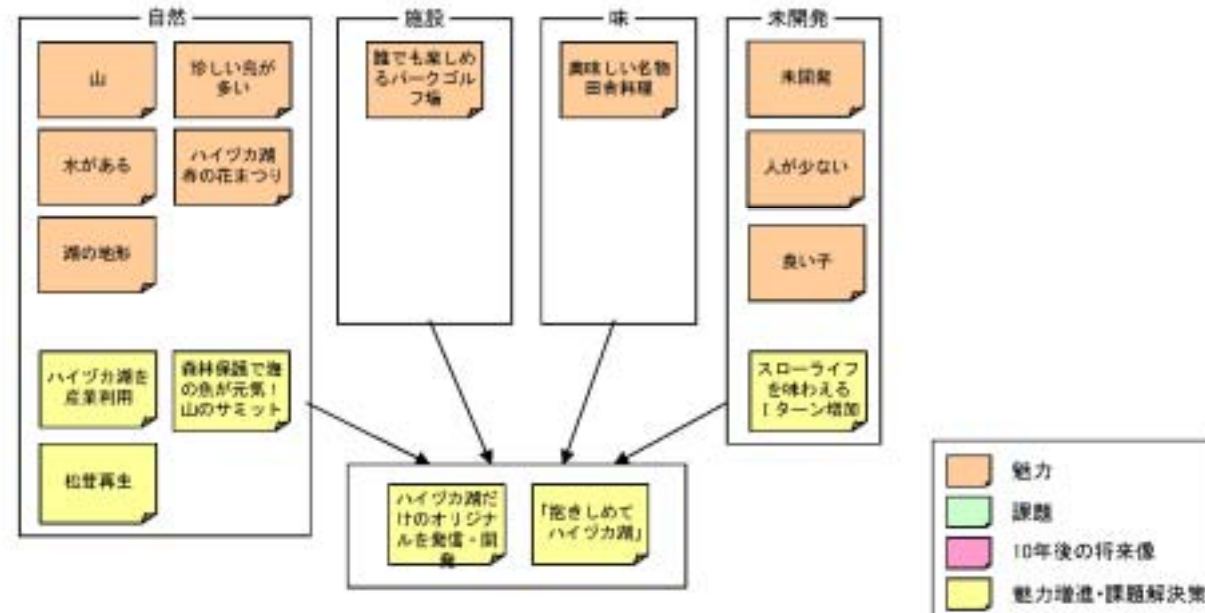 自然
山
珍しい鳥が
多い
水がある
ハイヅカ湖
春の花まつり
湖の地形
ハイヅカ湖を
産業利用
森林保護で海
の魚が元気！
山のサミット
松茸再生
施設
誰でも楽しめ
るパークゴル
フ場
味
美味しい名物
田舎料理
未開発
未開発
人が少ない
良い子
スローライフ
を味わえる
Iターン増加
ハイヅカ湖だ
けのオリジナ
ルを発信・開
発
「抱きしめて
ハイヅカ湖」
魅力
課題
10年後の将来像
魅力増進・課題解決策